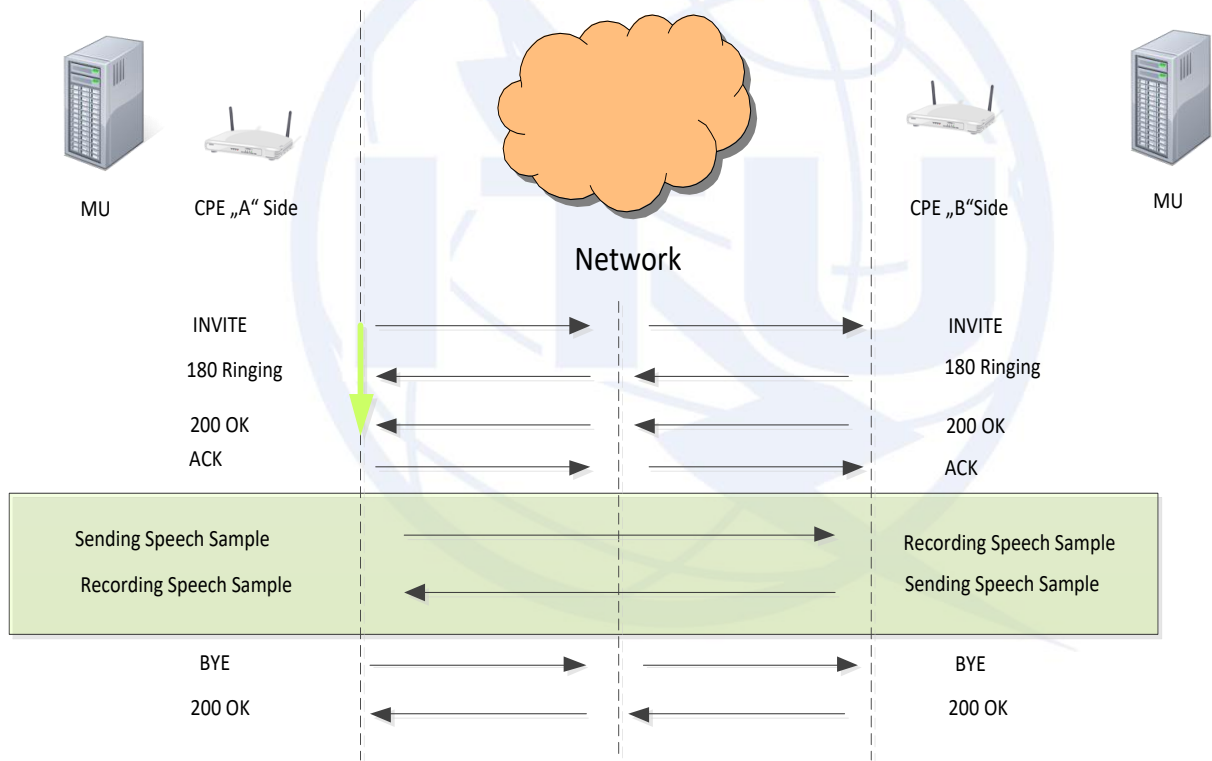 MU
CPE „A“ Side
CPE „B“Side
MU
Network
INVITE
INVITE
180 Ringing
180 Ringing
200 OK
200 OK
ACK
ACK
Sending Speech Sample
Recording Speech Sample
Recording Speech Sample
Sending Speech Sample
BYE
BYE
200 OK
200 OK
ITU